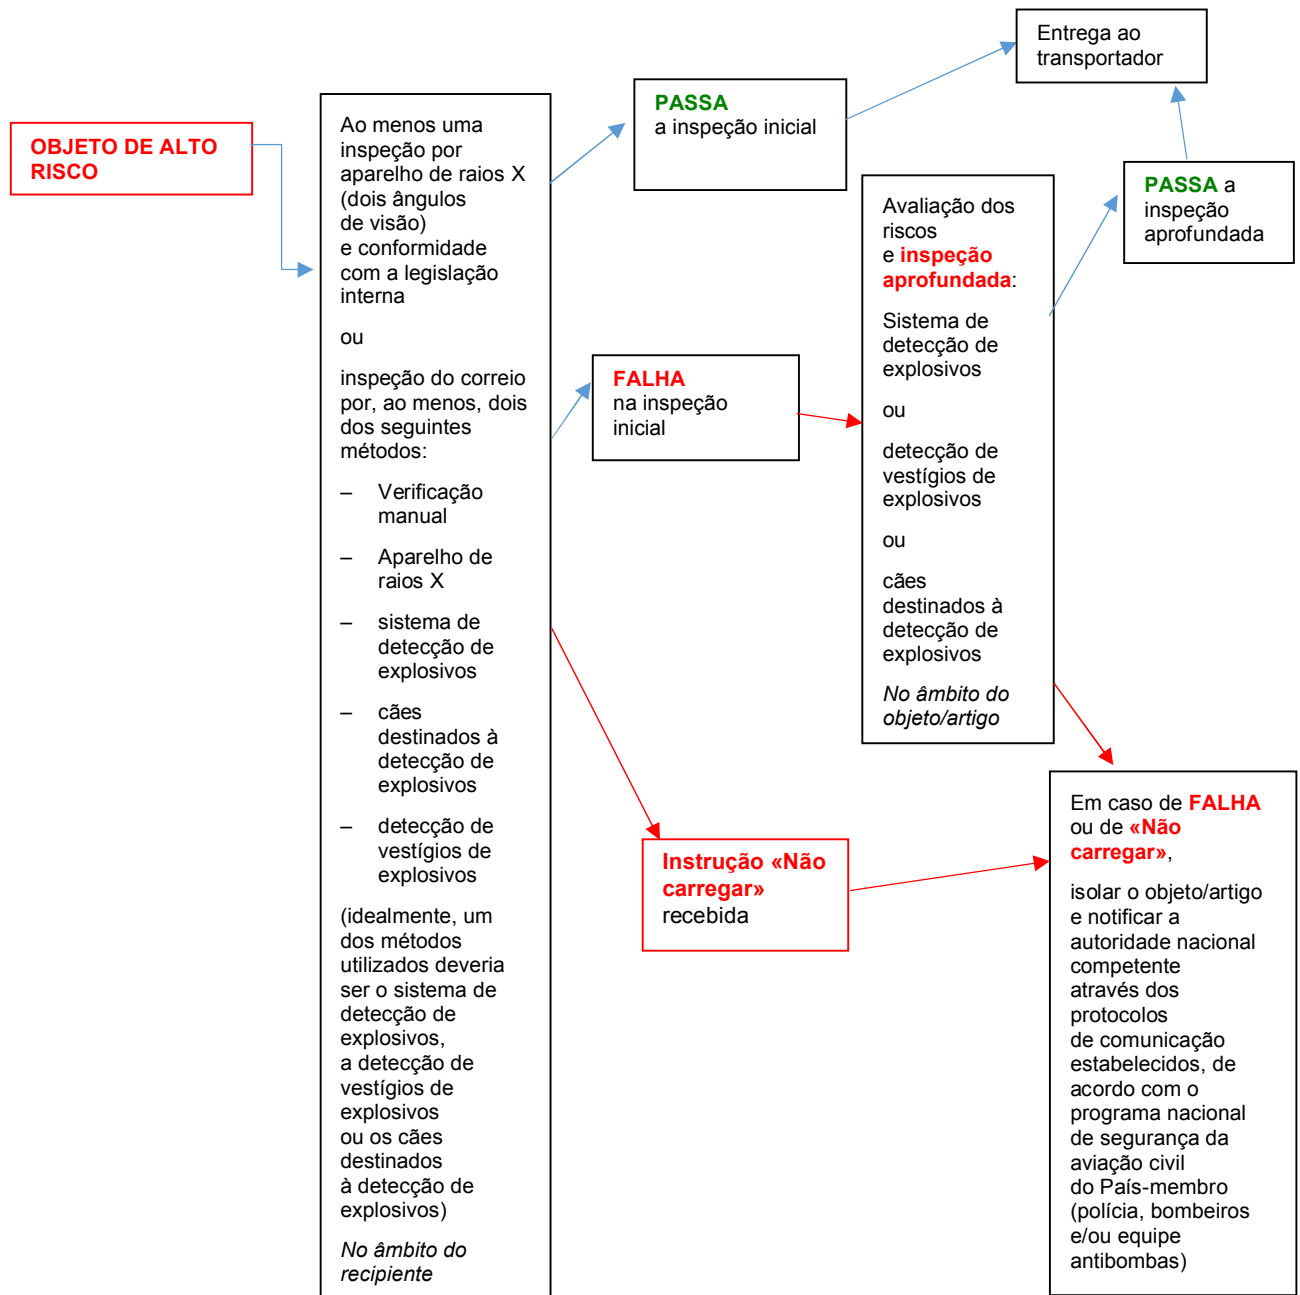 OBJETO DE ALTO
RISCO
Ao menos uma
inspeção por
aparelho de raios X
(dois ângulos
de visão)
e conformidade
com a legislação
interna
ou
inspeção do correio
por, ao menos, dois
dos seguintes
métodos:
– Verificação
manual
– Aparelho de
raios X
– sistema de
detecção de
explosivos
– cães
destinados à
detecção de
explosivos
– detecção de
vestígios de
explosivos
(idealmente, um
dos métodos
utilizados deveria
ser o sistema de
detecção de
explosivos,
a detecção de
vestígios de
explosivos
ou os cães
destinados
à detecção de
explosivos)
No âmbito do
recipiente
PASSA
a inspeção inicial
FALHA
na inspeção
inicial
Instrução «Não
carregar»
recebida
Avaliação dos
riscos
e inspeção
aprofundada:
Sistema de
detecção de
explosivos
ou
detecção de
vestígios de
explosivos
ou
cães
destinados à
detecção de
explosivos
No âmbito do
objeto/artigo
Entrega ao
transportador
PASSA a
inspeção
aprofundada
Em caso de FALHA
ou de «Não
carregar»,
isolar o objeto/artigo
e notificar a
autoridade nacional
competente
através dos
protocolos
de comunicação
estabelecidos, de
acordo com o
programa nacional
de segurança da
aviação civil
do País-membro
(polícia, bombeiros
e/ou equipe
antibombas)